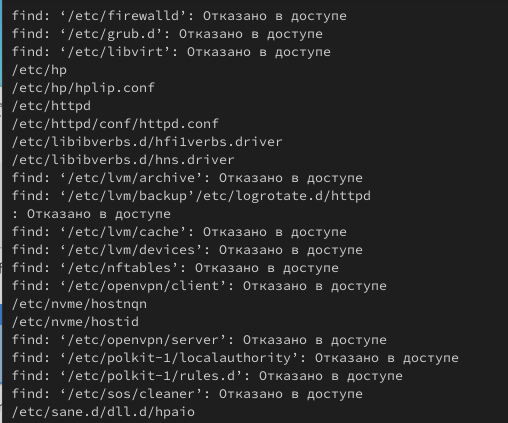 find: ‘/etc/firewalld’: Отказано в доступе
find: ‘/etc/grub.d’: Отказано в доступе
find: ‘/etc/libvirt’: Отказано в доступе
/etc/hp
/etc/hp/hplip.conf
/etc/httpd
/etc/httpd/conf/httpd.conf
/etc/libibverbs.d/hfi1verbs.driver
/etc/libibverbs.d/hns.driver
find: ‘/etc/lvm/archive’: Отказано в доступе
find: ‘/etc/lvm/backup’/etc/logrotate.d/httpd
: Отказано в доступе
find: ‘/etc/lvm/cache’: Отказано в доступе
find: ‘/etc/lvm/devices’: Отказано в доступе
find: ‘/etc/nftables’: Отказано в доступе
find: ‘/etc/openvpn/client’: Отказано в доступе
/etc/nvme/hostnqn
/etc/nvme/hostid
find: ‘/etc/openvpn/server’: Отказано в доступе
find: ‘/etc/polkit-1/localauthority’: Отказано в доступе
find: ‘/etc/polkit-1/rules.d’: Отказано в доступе
find: ‘/etc/sos/cleaner’: Отказано в доступе
/etc/sane.d/dll.d/hpaio